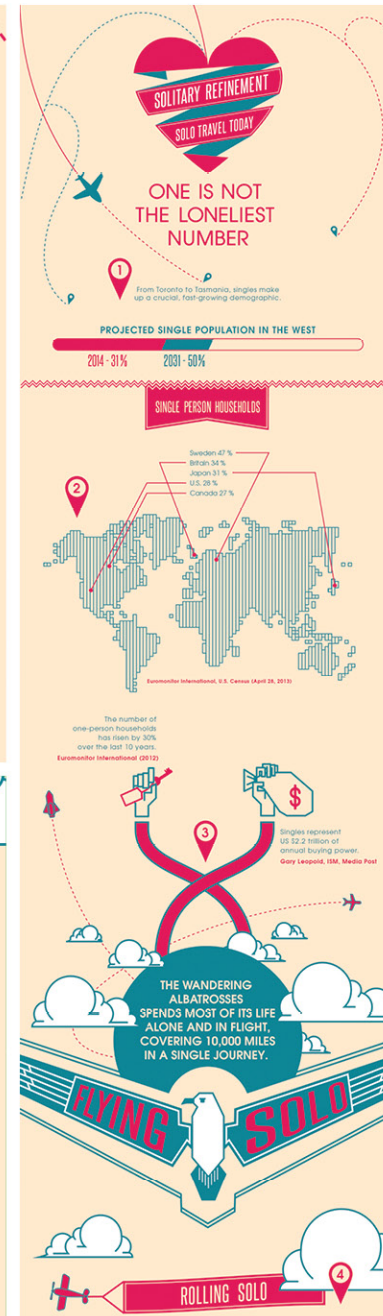 SOLITARY REFINEMENT
SOLO TRAVEL TODAY
ONE IS NOT
THE LONELIEST
NUMBER
1
From Toronto to Tasmania, singles make
up a crucial, fast-growing demographic.
PROJECTED SINGLE POPULATION IN THE WEST
2014 - 31%
2031 - 50%
SINGLE PERSON HOUSEHOLDS
Sweden 47 %
Britain 34 %
Japan 31 %
U.S. 28 %
Canada 27 %
2
Euromonitor International, U.S. Census (April 28, 2013)
The number of
one-person households
has risen by 30%
over the last 10 years.
Euromonitor International (2012)
$
3
Singles represent
US $2.2 trillion of
annual buying power.
Gary Leopold, ISM, Media Post
THE WANDERING
ALBATROSSES
SPENDS MOST OF ITS LIFE
ALONE AND IN FLIGHT,
COVERING 10,000 MILES
IN A SINGLE JOURNEY.
FLYING SOLO
4
ROLLING SOLO